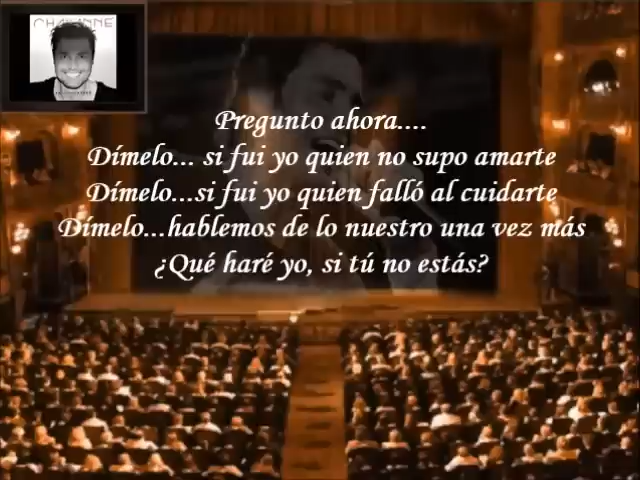 CHAYANNE
Pregunto ahora....
Dímelo... si fui yo quien no supo amarte
Dímelo...si fui yo quien falló al cuidarte
Dímelo...hablemos de lo nuestro una vez más
¿Qué haré yo, si tú no estás?